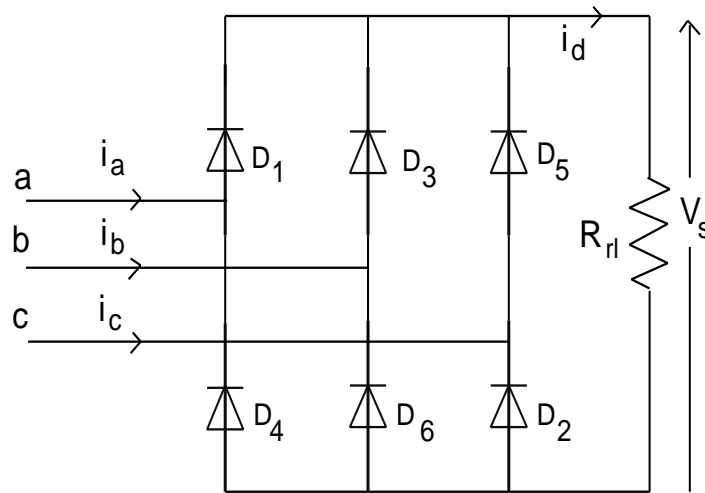 i_d
i_a
D_1
D_3
D_5
a
b
i_b
R_rl
V_s
c
i_c
D_4
D_6
D_2